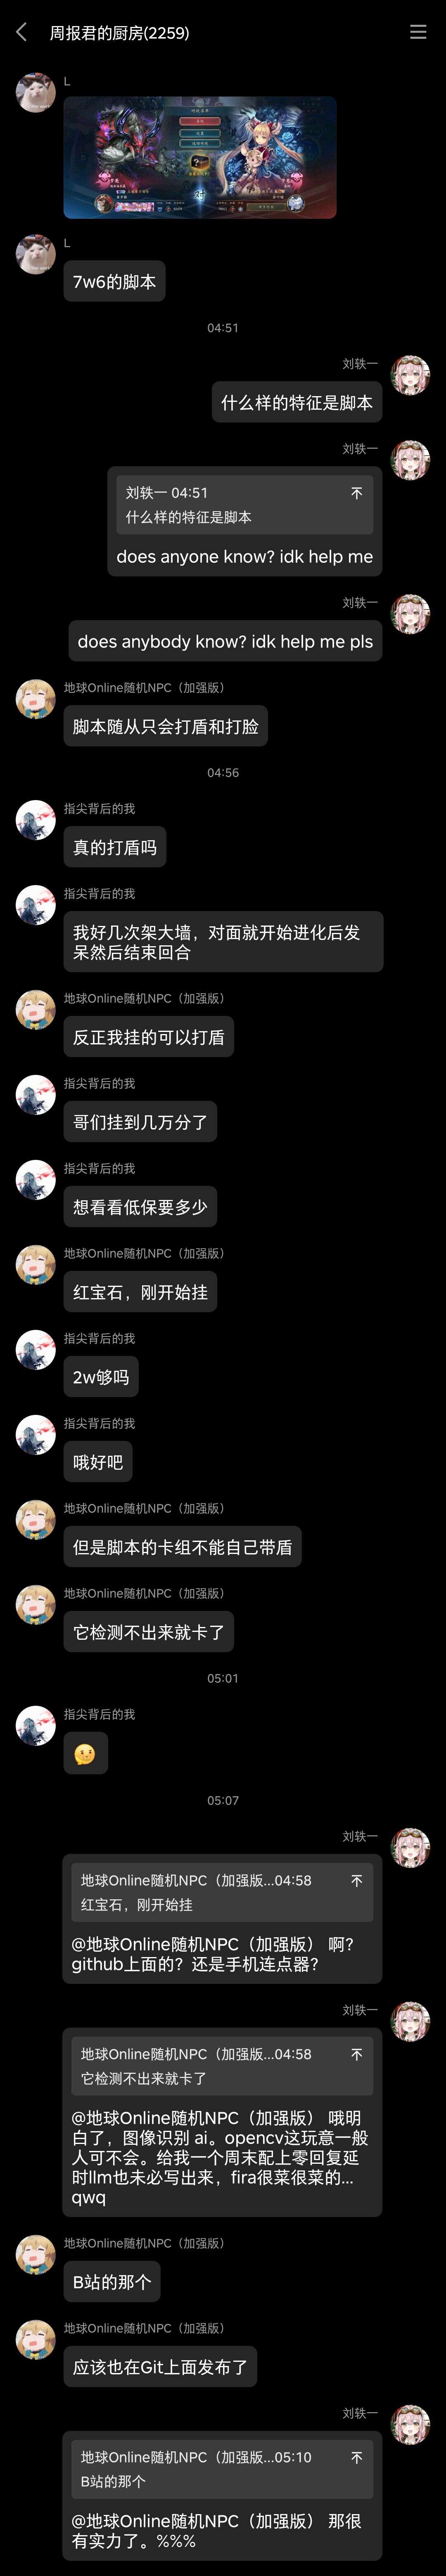 周报君的厨房(2259)
L
L
7w6的脚本
04:51
刘轶一
什么样的特征是脚本
刘轶一
刘轶一 04:51
什么样的特征是脚本
does anyone know? idk help me
刘轶一
does anybody know? idk help me pls
地球Online随机NPC（加强版）
脚本随从只会打盾和打脸
04:56
指尖背后的我
真的打盾吗
指尖背后的我
我好几次架大墙，对面就开始进化后发
呆然后结束回合
地球Online随机NPC（加强版）
反正我挂的可以打盾
指尖背后的我
哥们挂到几万分了
指尖背后的我
想看看低保要多少
地球Online随机NPC（加强版）
红宝石，刚开始挂
指尖背后的我
2w够吗
指尖背后的我
哦好吧
地球Online随机NPC（加强版）
但是脚本的卡组不能自己带盾
地球Online随机NPC（加强版）
它检测不出来就卡了
05:01
指尖背后的我
05:07
刘轶一
地球Online随机NPC（加强版...04:58
红宝石，刚开始挂
@地球Online随机NPC（加强版） 啊？
github上面的？还是手机连点器？
刘轶一
地球Online随机NPC（加强版...04:58
它检测不出来就卡了
@地球Online随机NPC（加强版） 哦明
白了，图像识别 ai。opencv这玩意一般
人可不会。给我一个周末配上零回复延
时llm也未必写出来，fira很菜很菜的...
qwq
地球Online随机NPC（加强版）
B站的那个
地球Online随机NPC（加强版）
应该也在Git上面发布了
刘轶一
地球Online随机NPC（加强版...05:10
B站的那个
@地球Online随机NPC（加强版） 那很
有实力了。%%%